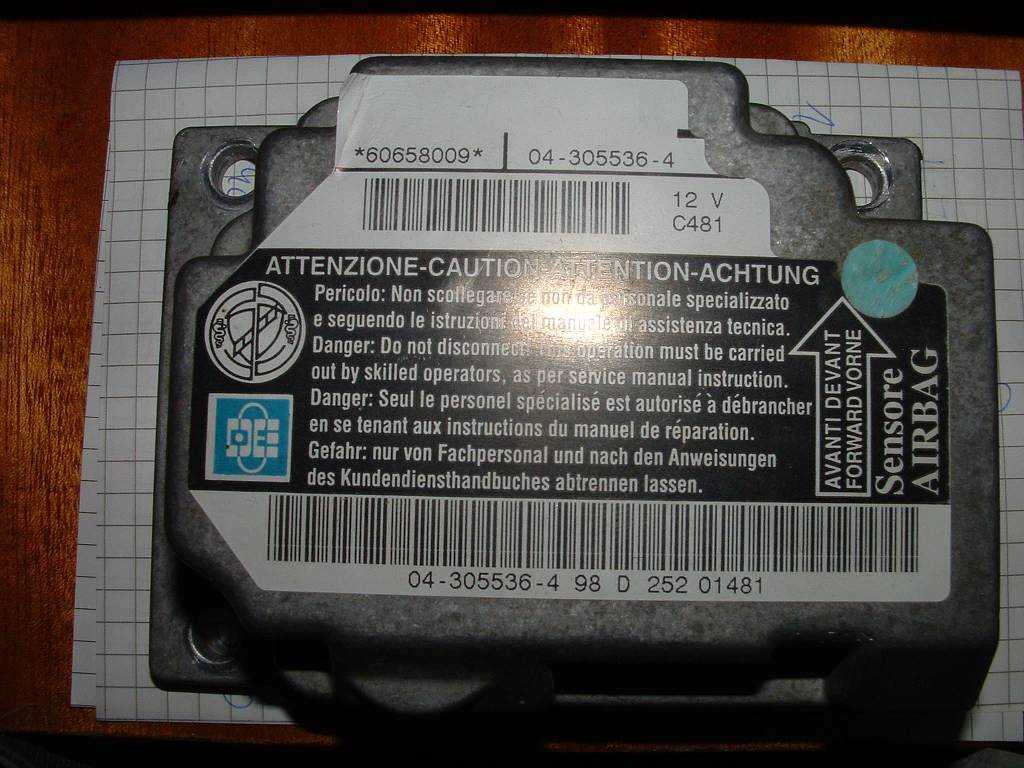 *60658009* 04-305536-4
12 V
C481
ATTENZIONE-CAUTION-ATTENTION-ACHTUNG
Pericolo: Non scollegare se non da personale specializzato
e seguendo le istruzioni del manuale di assistenza tecnica.
Danger: Do not disconnect! This operation must be carried
out by skilled operators, as per service manual instruction.
Danger: Seul le personel spécialisé est autorisé à débrancher
en se tenant aux instructions du manuel de réparation.
Gefahr: nur von Fachpersonal und nach den Anweisungen
des Kundendiensthandbuches abtrennen lassen.
AVANTI DEVANT
FORWARD VORNE
Sensore
AIRBAG
04-305536-4 98 D 252 01481